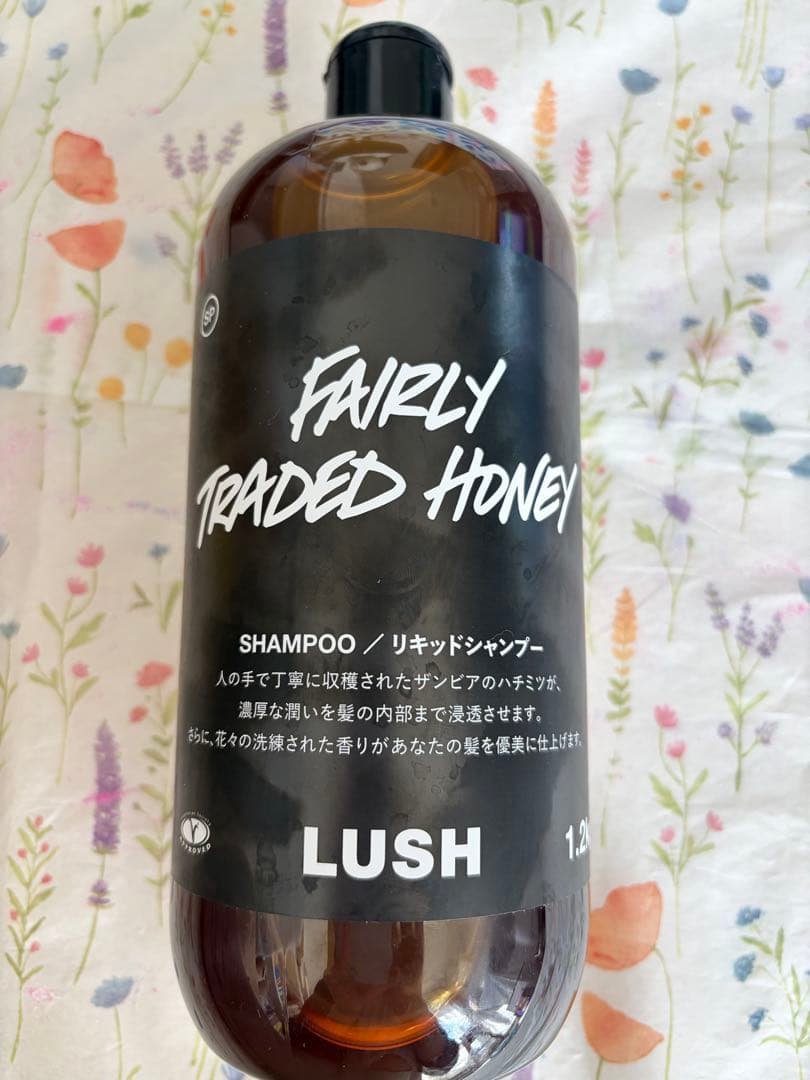 SP
FAIRLY
TRADED HONEY
SHAMPOO / リキッドシャンプー
人の手で丁寧に収穫されたザンビアのハチミツが、
濃厚な潤いを髪の内部まで浸透させます。
さらに、花々の洗練された香りがあなたの髪を優美に仕上げます。
APPROVED
LUSH
1.2k